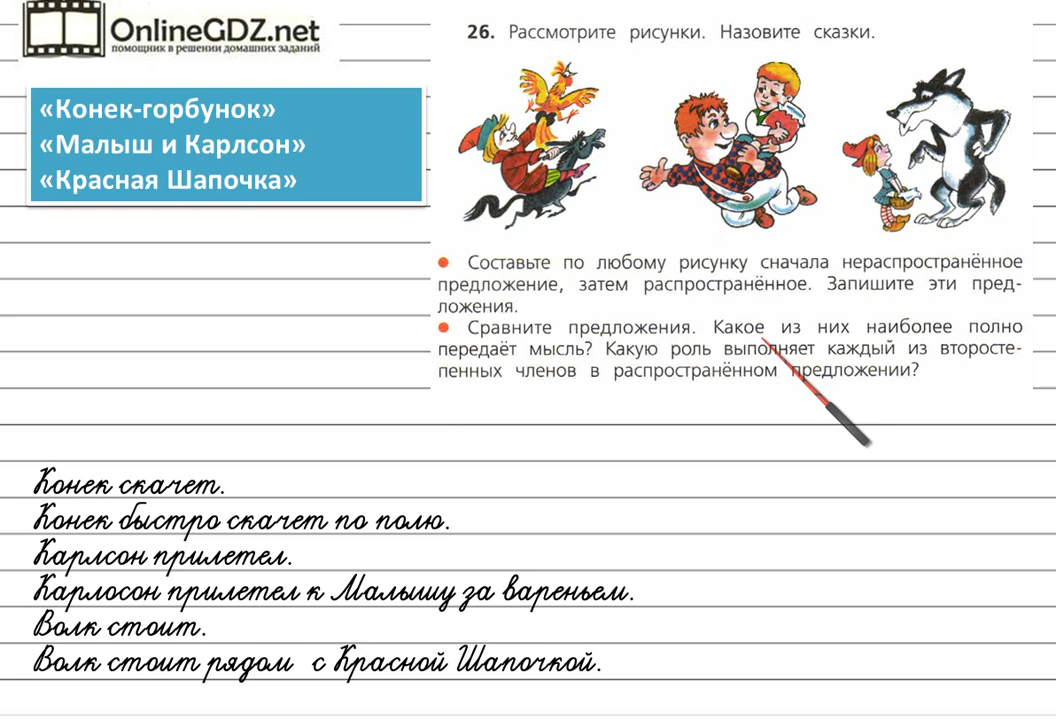 OnlineGDZ.net
помощник в решении домашних заданий
«Конек-горбунок»
«Малыш и Карлсон»
«Красная Шапочка»
26. Рассмотрите рисунки. Назовите сказки.
● Составьте по любому рисунку сначала нераспространённое
предложение, затем распространённое. Запишите эти пред-
ложения.
● Сравните предложения. Какое из них наиболее полно
передаёт мысль? Какую роль выполняет каждый из второсте-
пенных членов в распространённом предложении?
Конек скачет.
Конек быстро скачет по полю.
Карлсон прилетел.
Карлосон прилетел к Малышу за вареньем.
Волк стоит.
Волк стоит рядом с Красной Шапочкой.